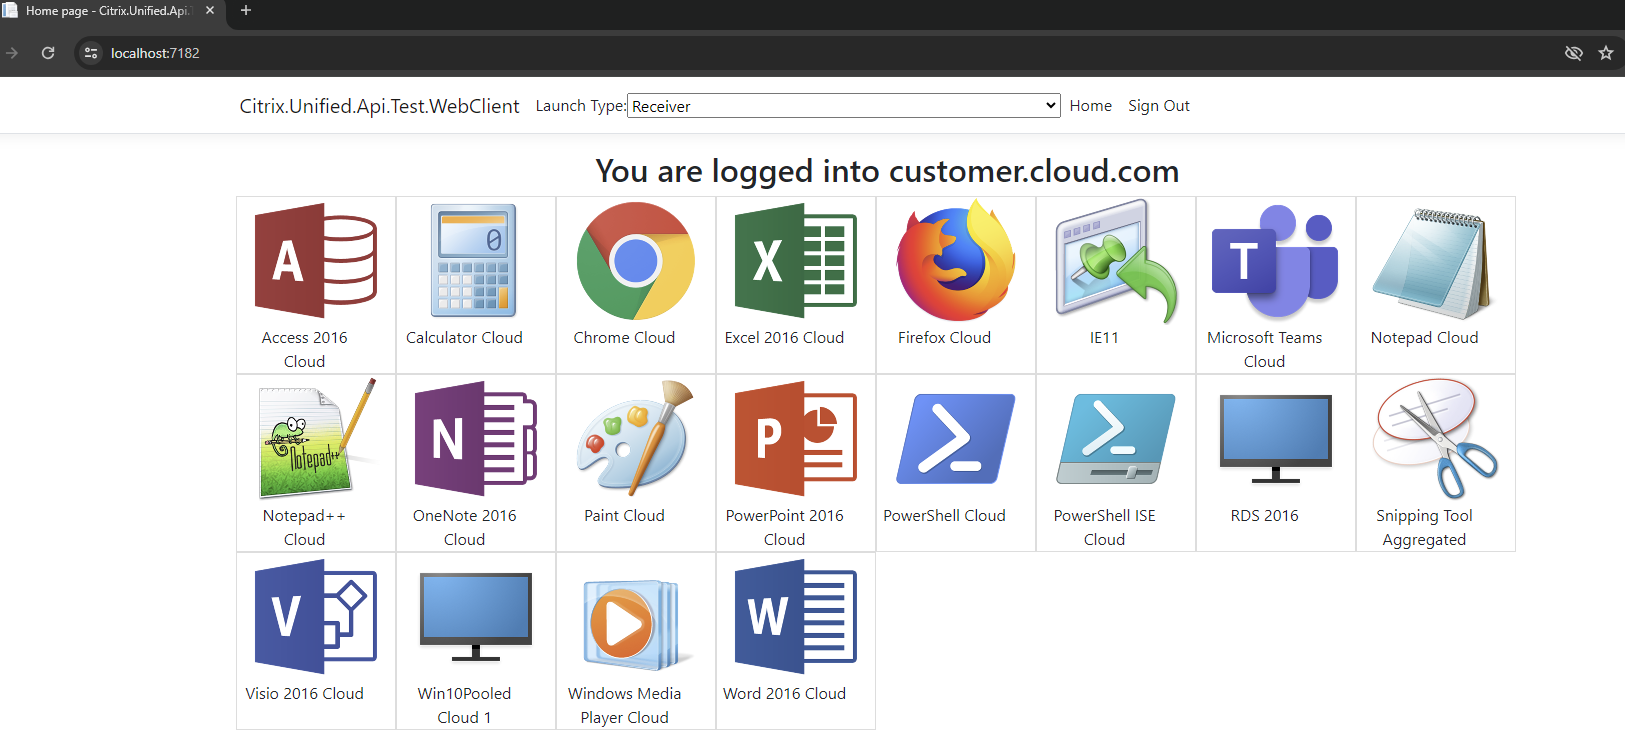 Home page - Citrix.Unified.Api.
localhost:7182
Citrix.Unified.Api.Test.WebClient Launch Type: Receiver Home Sign Out
You are logged into customer.cloud.com
A 0 X T
Access 2016 Calculator Cloud Chrome Cloud Excel 2016 Cloud Firefox Cloud IE11 Microsoft Teams Notepad Cloud
Cloud Cloud
Notepad++ N P
Notepad++ OneNote 2016 Paint Cloud PowerPoint 2016 PowerShell Cloud PowerShell ISE RDS 2016 Snipping Tool
Cloud Cloud Cloud Cloud Aggregated
V W
Visio 2016 Cloud Win10Pooled Windows Media Word 2016 Cloud
Cloud 1 Player Cloud